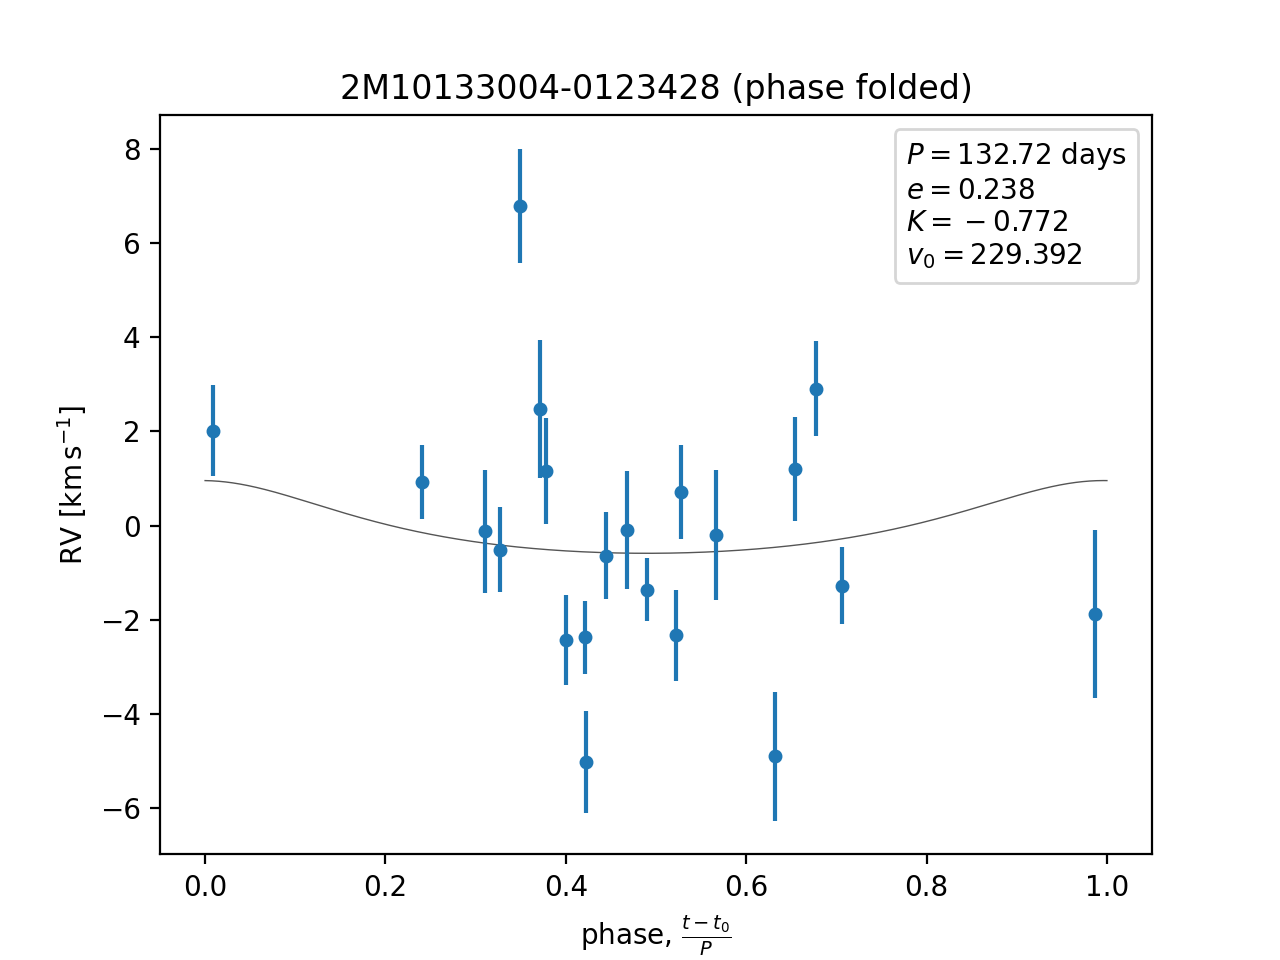 2M10133004-0123428 (phase folded)
P = 132.72 days
e = 0.238
K = −0.772
v₀ = 229.392
RV [km s⁻¹]
8
6
4
2
0
−2
−4
−6
0.0 0.2 0.4 0.6 0.8 1.0
phase, (t − t₀)/P